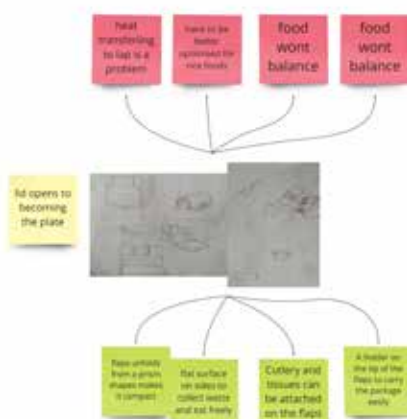 heat
transferring
to lap is a
problem
need to be
better
optimised for
rice foods
food
wont
balance
food
wont
balance
lid opens to
becoming
the plate
flaps unfolds
from a prism
shapes makes
it compact
flat surface
on sides to
collect waste
and eat freely
Cutlery and
tissues can
be attached
on the flaps
A holder on
the tip of the
flaps to carry
the package
easily